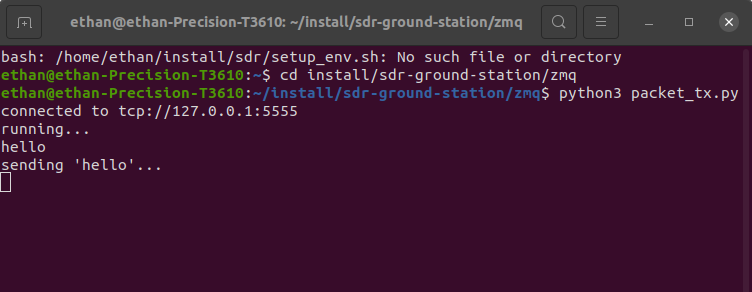 ethan@ethan-Precision-T3610: ~/install/sdr-ground-station/zmq
bash: /home/ethan/install/sdr/setup_env.sh: No such file or directory
ethan@ethan-Precision-T3610:~$ cd install/sdr-ground-station/zmq
ethan@ethan-Precision-T3610:~/install/sdr-ground-station/zmq$ python3 packet_tx.py
connected to tcp://127.0.0.1:5555
running...
hello
sending 'hello'...